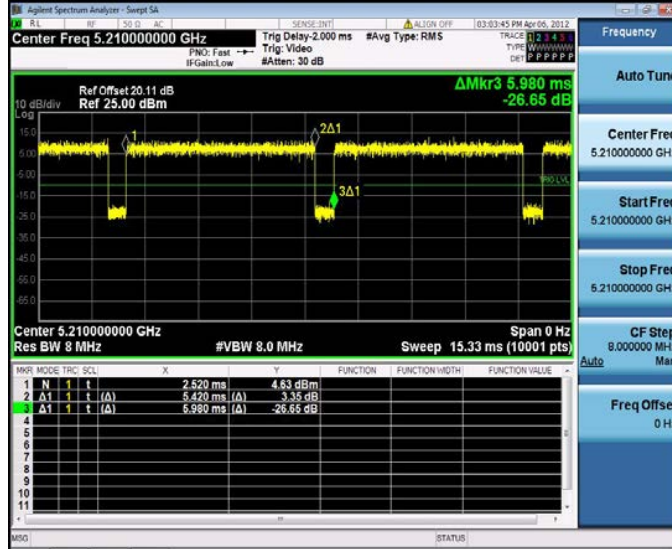 Agilent Spectrum Analyzer - Swept SA
RL RF 50 Ω AC SENSE:INT ALIGN OFF 03:03:45 PM Apr 06, 2012
Center Freq 5.210000000 GHz
PNO: Fast
IFGain:Low
Trig Delay-2.000 ms
Trig: Video
#Atten: 30 dB
#Avg Type: RMS
TRACE 1 2 3 4 5 6
TYPE WWWWWW
DET P P P P P P
Ref Offset 20.11 dB
10 dB/div Ref 25.00 dBm
Log
ΔMkr3 5.980 ms
-26.65 dB
15.0
5.00
-5.00
-15.0
-25.0
-35.0
-45.0
-55.0
-65.0
1
2Δ1
3Δ1
TRIG LVL
Center 5.210000000 GHz Span 0 Hz
Res BW 8 MHz #VBW 8.0 MHz Sweep 15.33 ms (10001 pts)
MKR MODE TRC SCL X Y FUNCTION FUNCTION WIDTH FUNCTION VALUE
1 N 1 t 2.520 ms 4.63 dBm
2 Δ1 1 t (Δ) 5.420 ms (Δ) 3.35 dB
3 Δ1 1 t (Δ) 5.980 ms (Δ) -26.65 dB
4
5
6
7
8
9
10
11
MSG STATUS
Frequency
Auto Tune
Center Freq
5.210000000 GH
Start Freq
5.210000000 GH
Stop Freq
5.210000000 GH
CF Step
8.000000 MH
Auto Man
Freq Offse
0 H